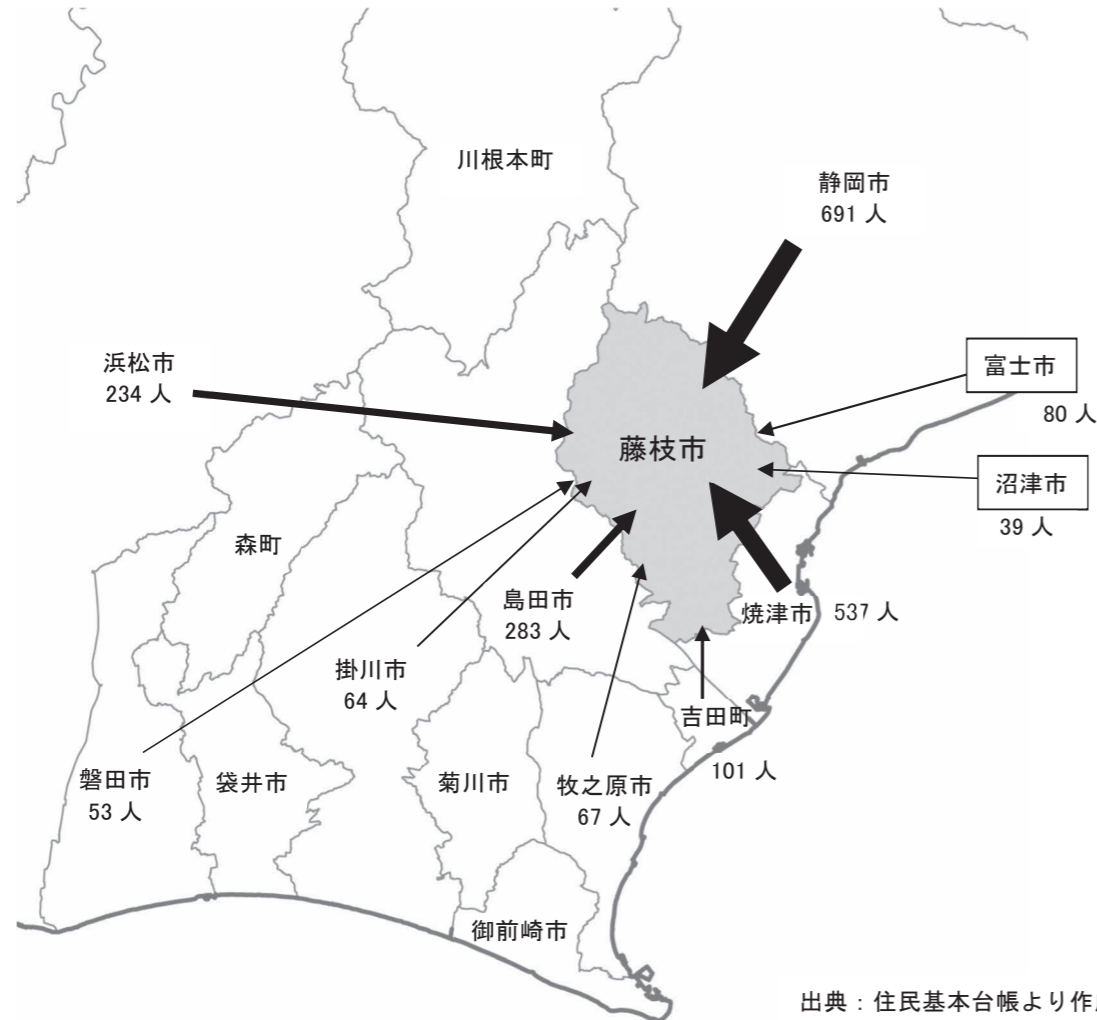 川根本町
静岡市
691 人
浜松市
234 人
富士市
80 人
藤枝市
沼津市
39 人
森町
島田市
283 人
焼津市 537 人
掛川市
64 人
吉田町
101 人
磐田市
53 人
袋井市
菊川市
牧之原市
67 人
御前崎市
出典：住民基本台帳より作